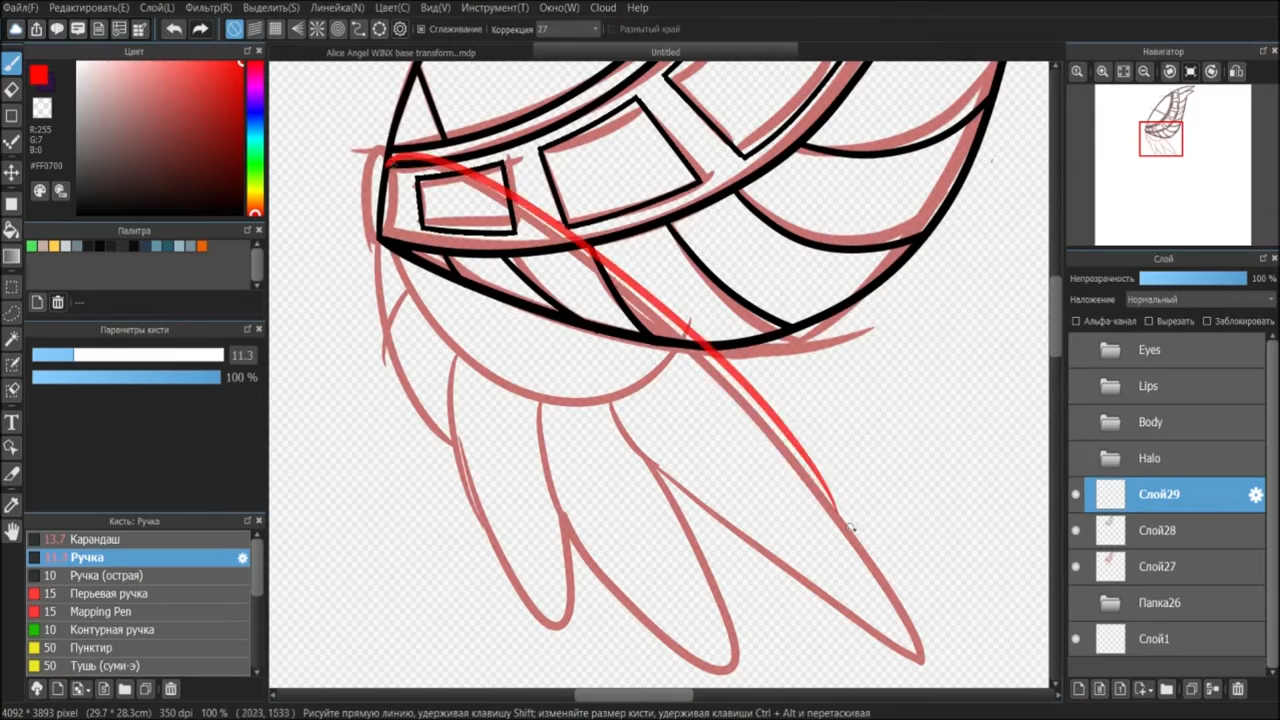 Файл(F) Редактировать(E) Слой(L) Фильтр(R) Выделить(S) Линейка(N) Цвет(C) Вид(V) Инструмент(T) Окно(W) Cloud Help
Сглаживание Коррекция 27 Разнытый край
Цвет
Alice Angel WINX base transform...mdp
Untitled
Навигатор
R:255
G:7
B:0
#FF0700
Палитра
---
Параметры кисти
11.3
100 %
Слой
Непрозрачность 100 %
Наложение Нормальный
Альфа-канал Вырезать Заблокировать
Eyes
Lips
Body
Halo
Слой29
Слой28
Слой27
Папка26
Слой1
Кисть: Ручка
13.7 Карандаш
11.3 Ручка
10 Ручка (острая)
15 Перьевая ручка
15 Mapping Pen
10 Контурная ручка
50 Пунктир
50 Тушь (суми-э)
4092 * 3893 pixel (29.7 * 28.3cm) 350 dpi 100 % ( 2023, 1533 ) Рисуйте прямую линию, удерживая клавишу Shift; изменяйте размер кисти, удерживая клавиши Ctrl + Alt и перетаскивая